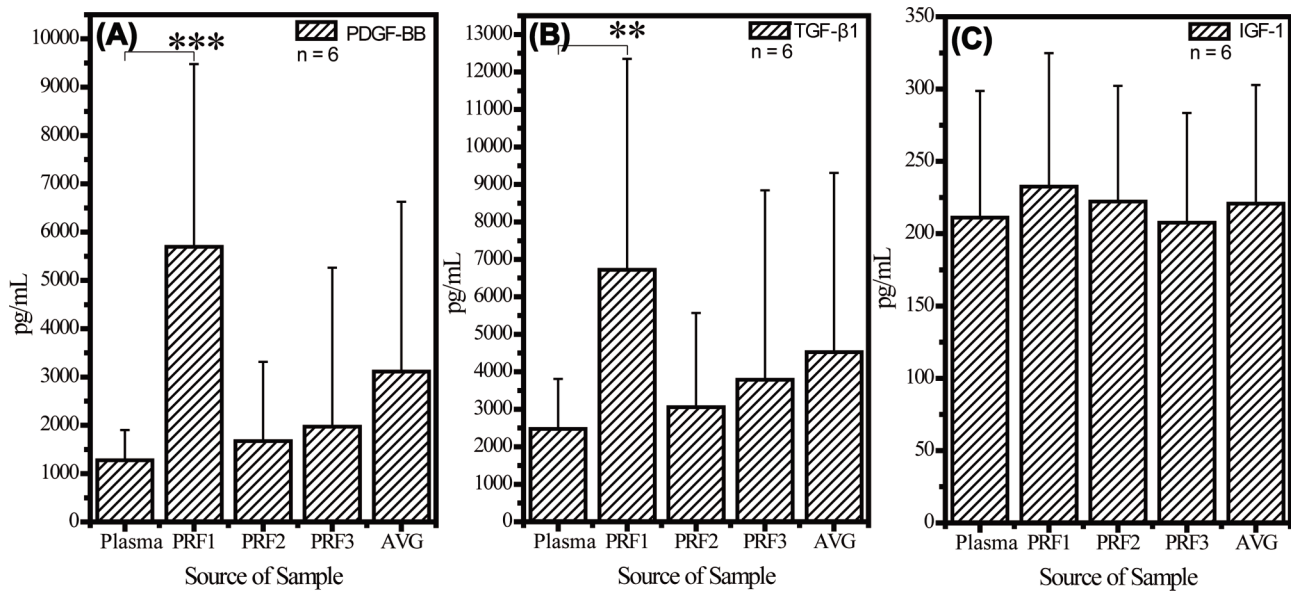 (A)
***
PDGF-BB
n = 6
10000
9000
8000
7000
6000
5000
4000
3000
2000
1000
0
pg/mL
Plasma PRF1 PRF2 PRF3 AVG
Source of Sample
(B)
**
TGF-β1
n = 6
13000
12000
11000
10000
9000
8000
7000
6000
5000
4000
3000
2000
1000
0
pg/mL
Plasma PRF1 PRF2 PRF3 AVG
Source of Sample
(C)
IGF-1
n = 6
350
300
250
200
150
100
50
0
pg/mL
Plasma PRF1 PRF2 PRF3 AVG
Source of Sample